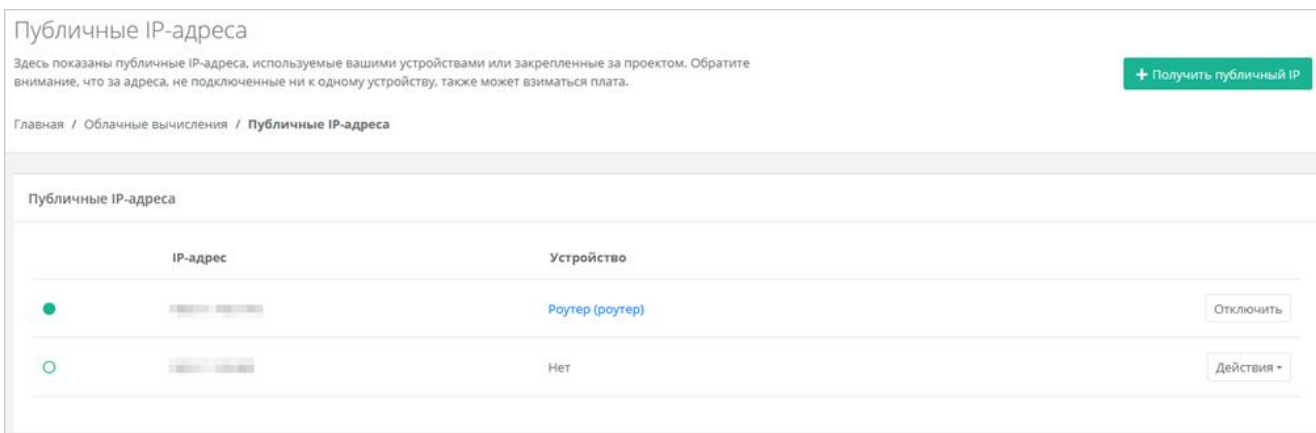 Публичные IP-адреса
Здесь показаны публичные IP-адреса, используемые вашими устройствами или закрепленные за проектом. Обратите
внимание, что за адреса, не подключенные ни к одному устройству, также может взиматься плата.
+ Получить публичный IP
Главная / Облачные вычисления / Публичные IP-адреса
Публичные IP-адреса
IP-адрес Устройство
Роутер (роутер) Отключить
Нет Действия